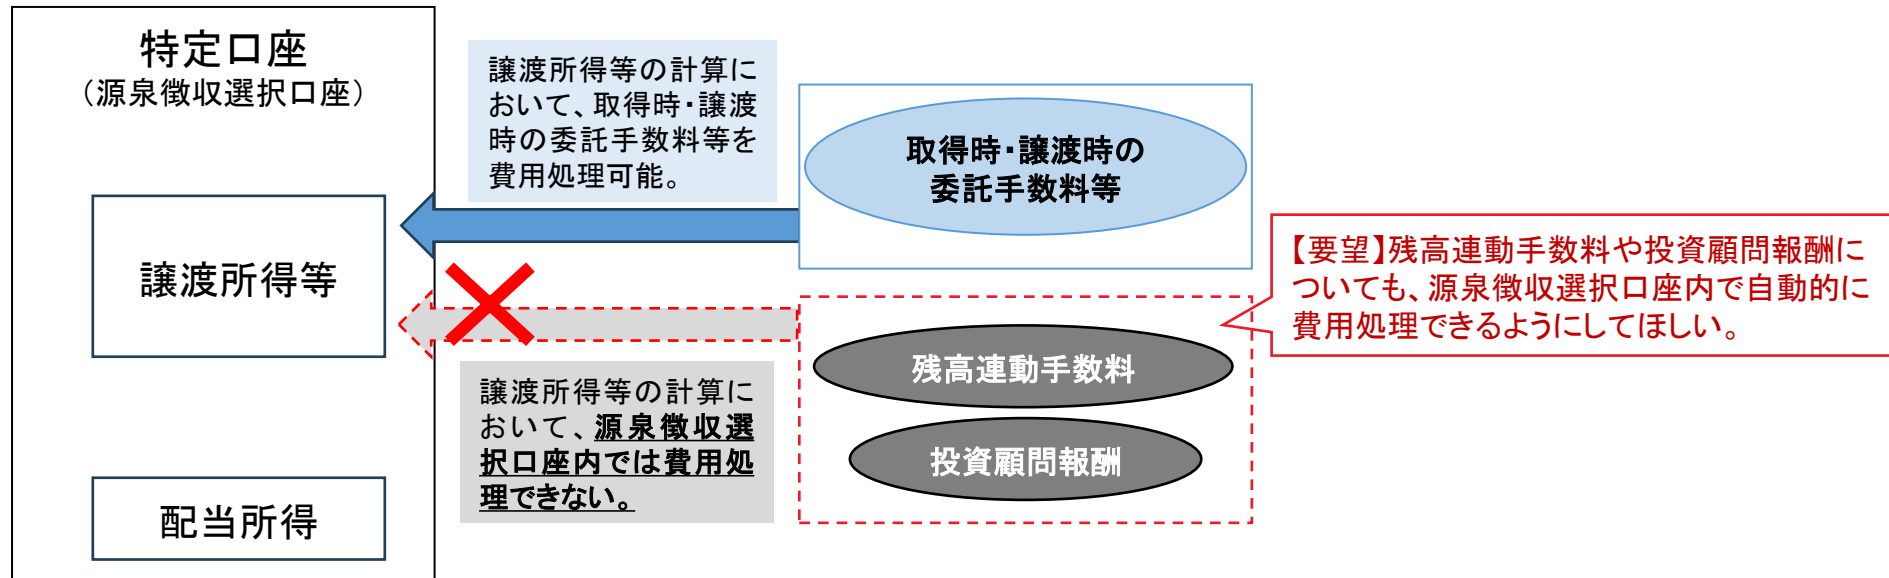 特定口座
（源泉徴収選択口座）
譲渡所得等
配当所得
譲渡所得等の計算に
おいて、取得時・譲渡
時の委託手数料等を
費用処理可能。
取得時・譲渡時の
委託手数料等
譲渡所得等の計算に
おいて、源泉徴収選
択口座内では費用処
理できない。
残高連動手数料
投資顧問報酬
【要望】残高連動手数料や投資顧問報酬に
ついても、源泉徴収選択口座内で自動的に
費用処理できるようにしてほしい。